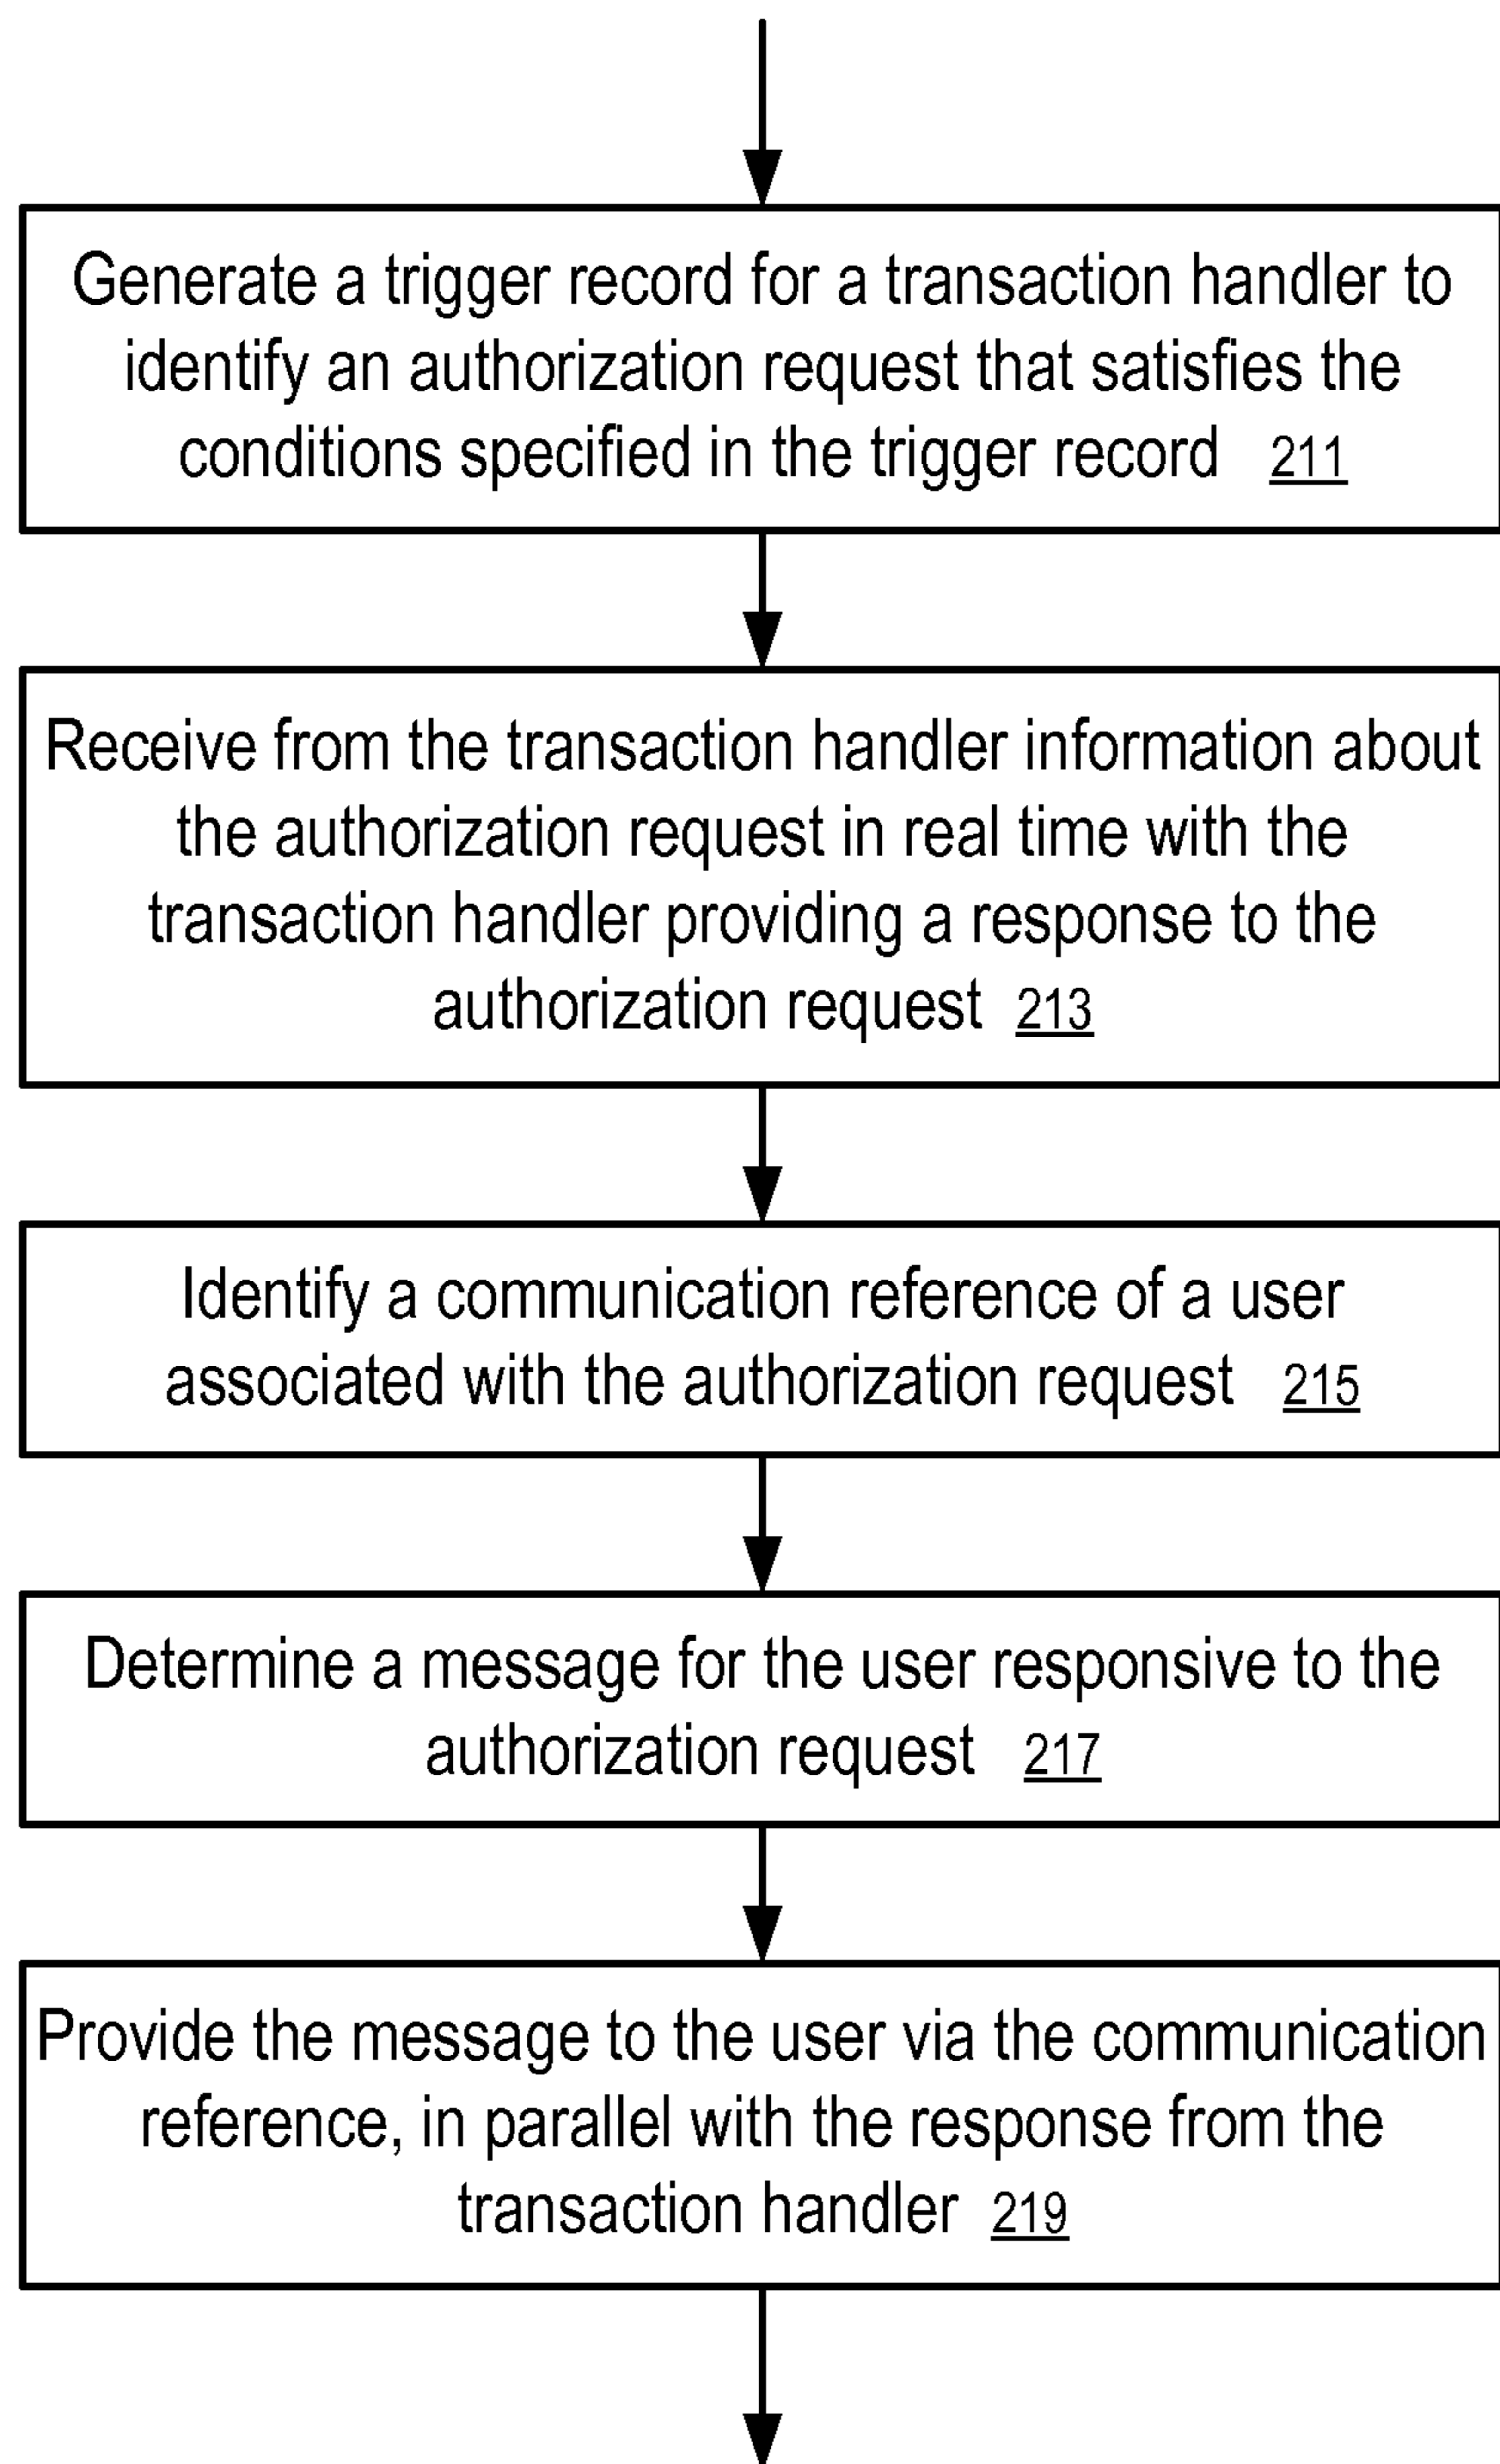 Generate a trigger record for a transaction handler to
identify an authorization request that satisfies the
conditions specified in the trigger record 211
Receive from the transaction handler information about
the authorization request in real time with the
transaction handler providing a response to the
authorization request 213
Identify a communication reference of a user
associated with the authorization request 215
Determine a message for the user responsive to the
authorization request 217
Provide the message to the user via the communication
reference, in parallel with the response from the
transaction handler 219